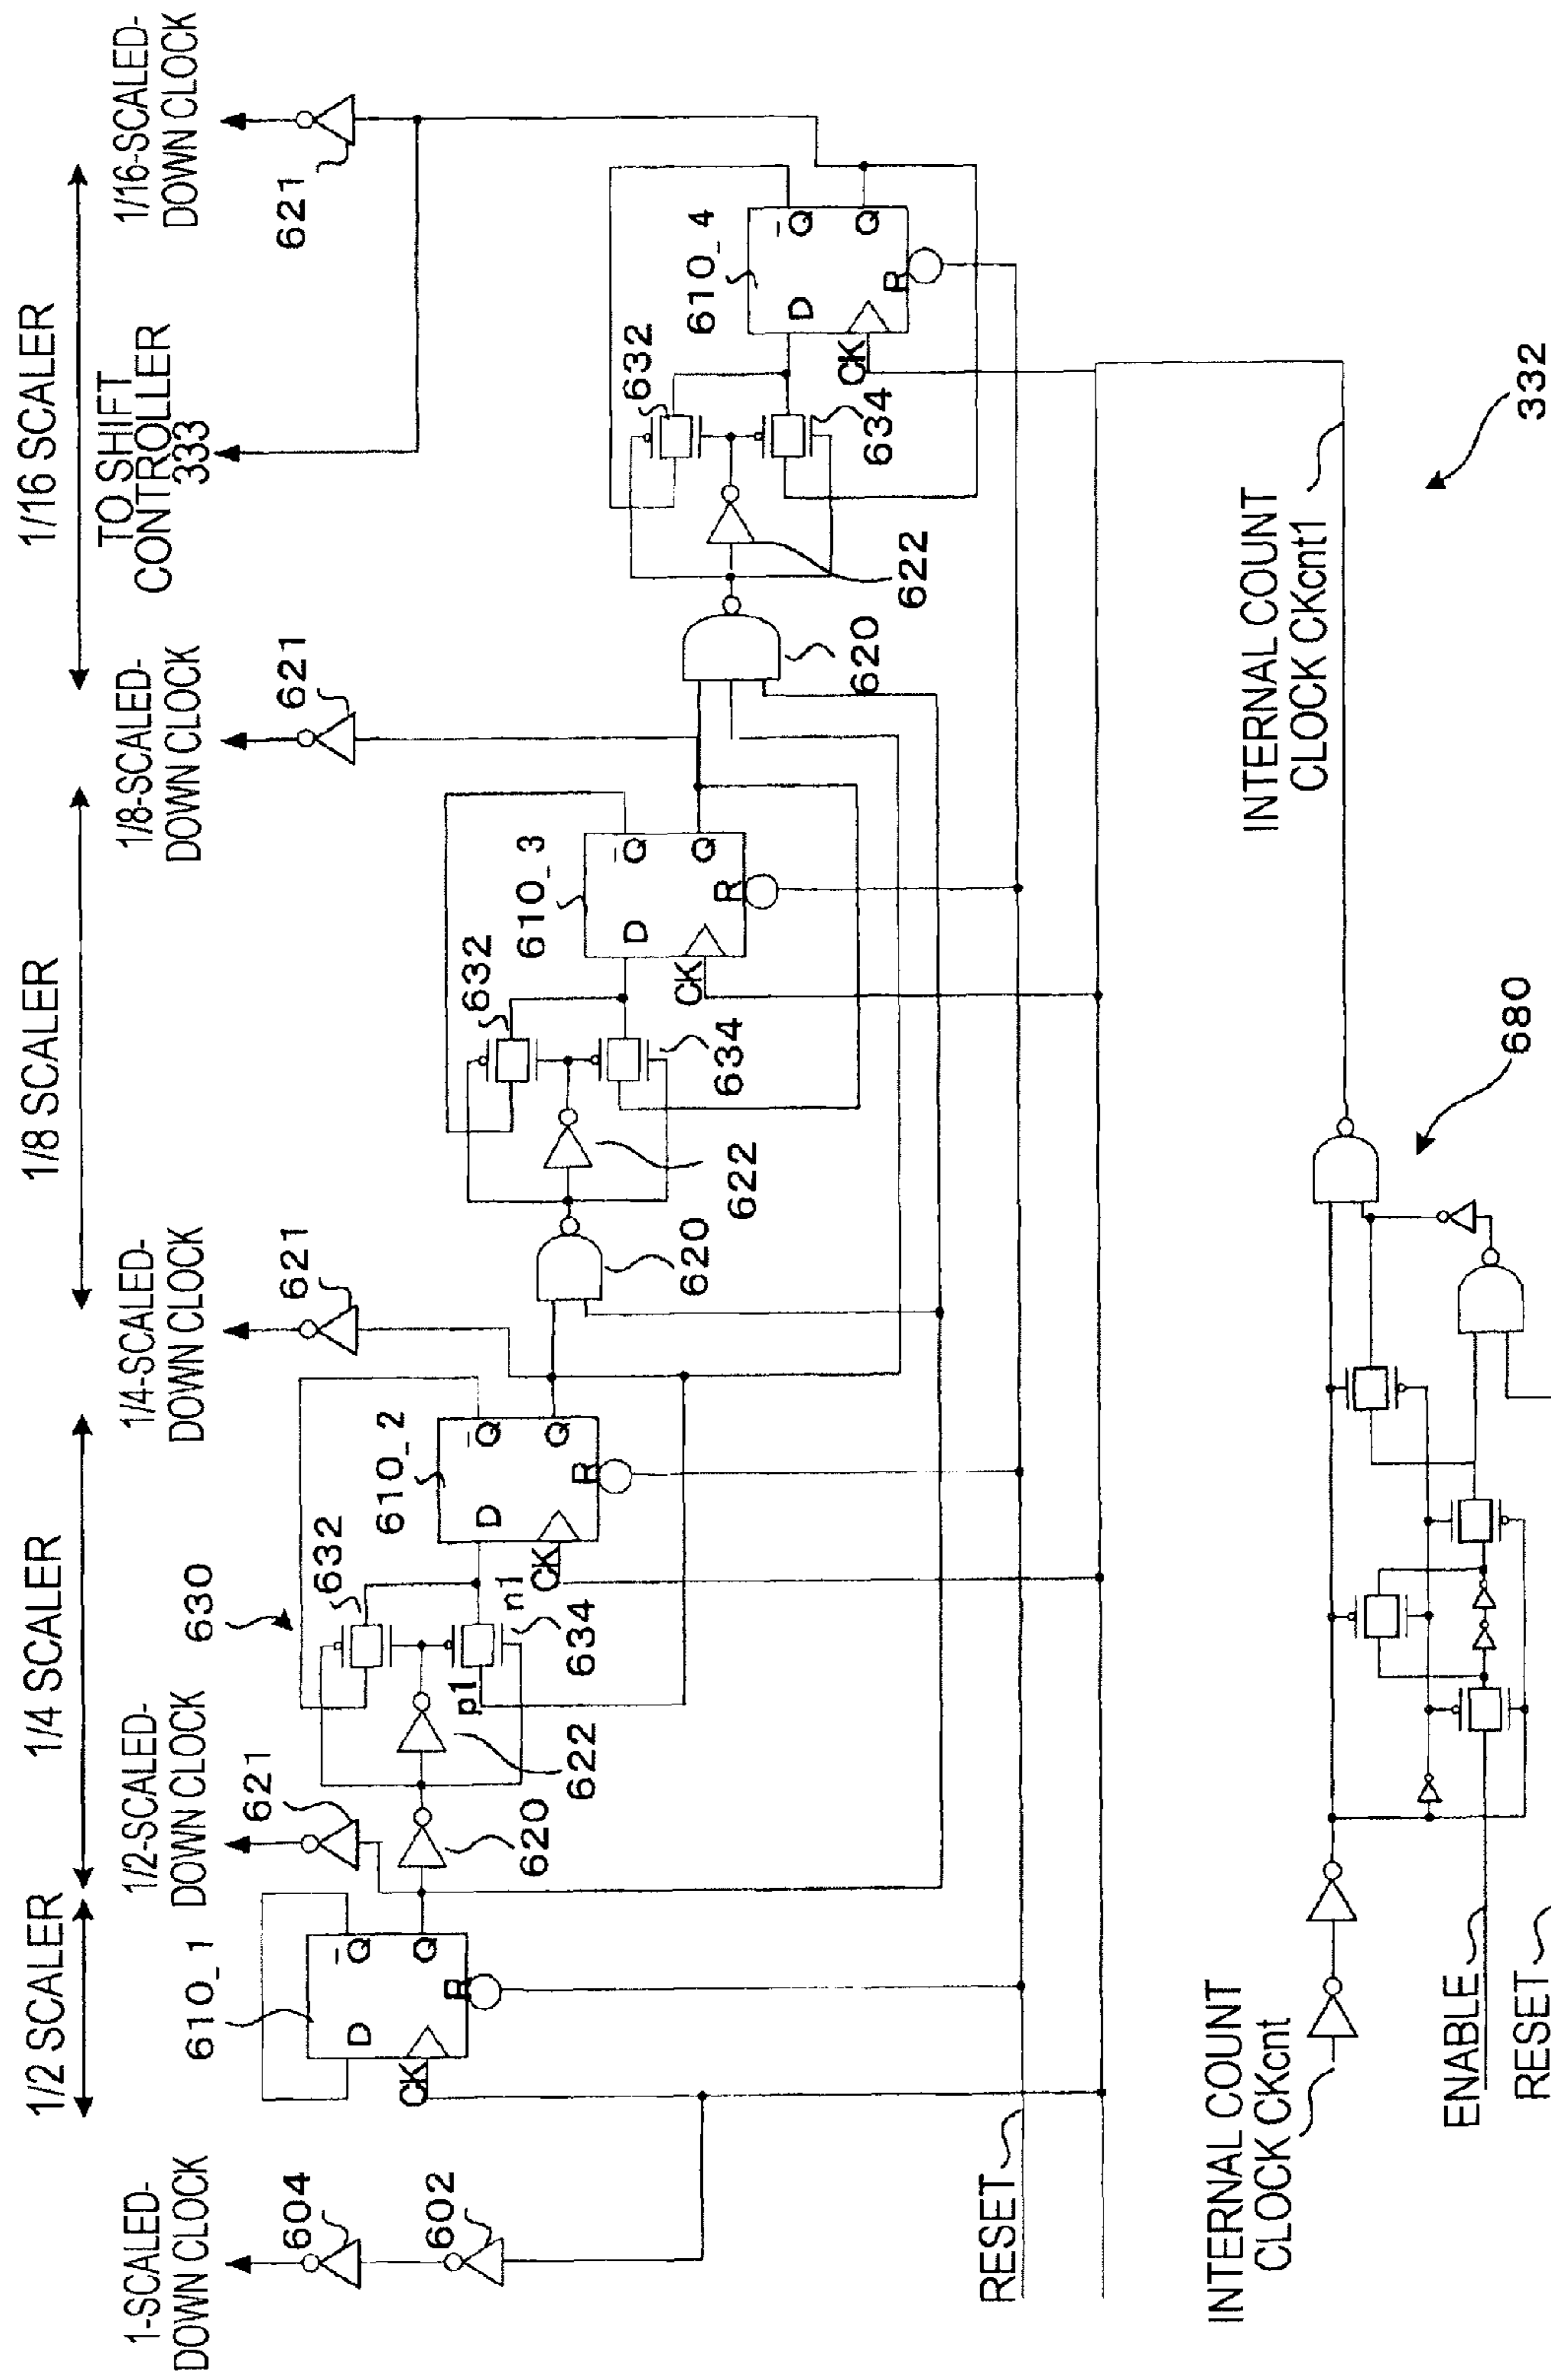 1/2 SCALER
1/4 SCALER
1/8 SCALER
1/16 SCALER
1-SCALED-
DOWN CLOCK
1/2-SCALED-
DOWN CLOCK
1/4-SCALED-
DOWN CLOCK
1/8-SCALED-
DOWN CLOCK
TO SHIFT
CONTROLLER
333
1/16-SCALED-
DOWN CLOCK
604
602
610_1
D
Q
Q
CK
R
621
620
622
630
632
634
p1
n1
610_2
D
Q
Q
CK
R
621
620
622
632
634
610_3
D
Q
Q
CK
R
621
620
622
632
634
610_4
D
Q
Q
CK
R
621
RESET
INTERNAL COUNT
CLOCK CKcnt
ENABLE
RESET
680
INTERNAL COUNT
CLOCK CKcnt1
332